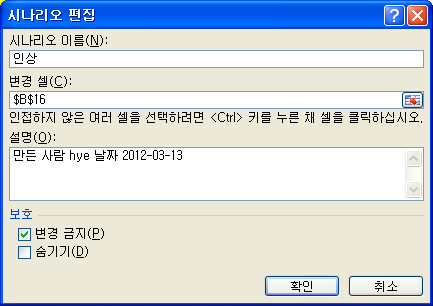 시나리오 편집
시나리오 이름(N):
인상
변경 셀(C):
$B$16
인접하지 않은 여러 셀을 선택하려면 <Ctrl> 키를 누른 채 셀을 클릭하십시오.
설명(O):
만든 사람 hye 날짜 2012-03-13
보호
변경 금지(P)
숨기기(D)
확인 취소